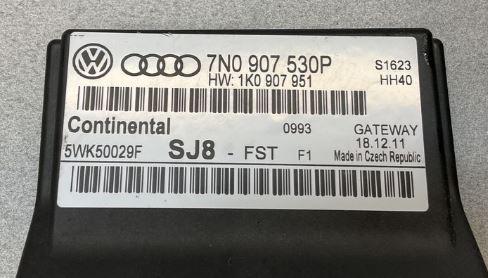 7N0 907 530P S1623
HW: 1K0 907 951 HH40
Continental 0993 GATEWAY
5WK50029F SJ8 - FST F1 18.12.11
Made in Czech Republic